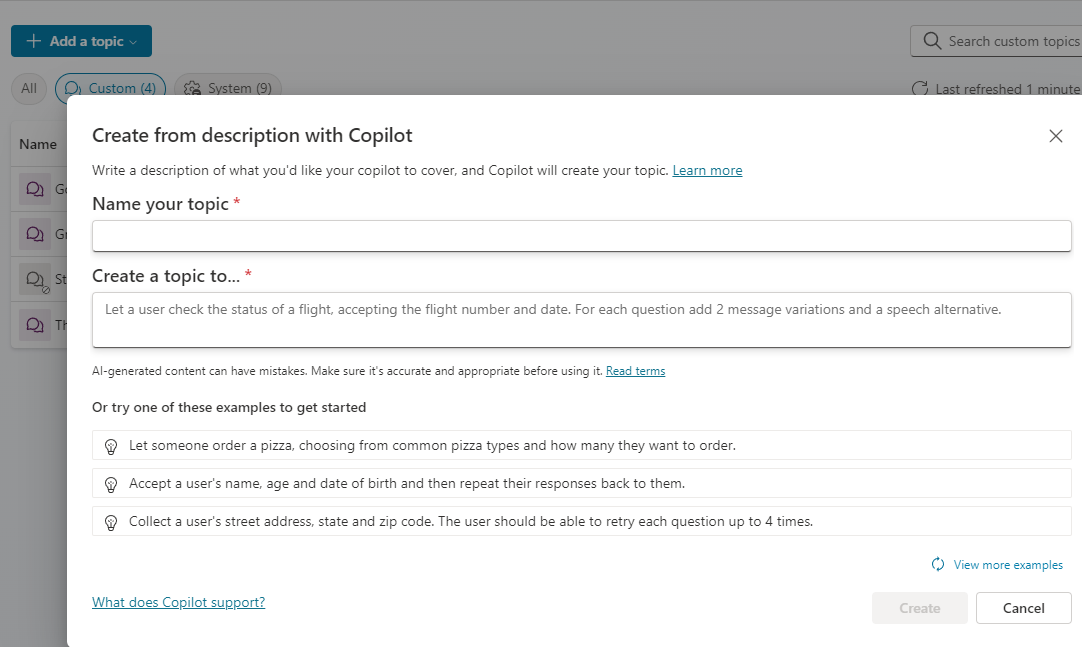 Add a topic
Search custom topics
All
Custom (4)
System (9)
Last refreshed 1 minute
Name
Create from description with Copilot
Write a description of what you'd like your copilot to cover, and Copilot will create your topic. Learn more
Name your topic *
Create a topic to... *
Let a user check the status of a flight, accepting the flight number and date. For each question add 2 message variations and a speech alternative.
AI-generated content can have mistakes. Make sure it's accurate and appropriate before using it. Read terms
Or try one of these examples to get started
Let someone order a pizza, choosing from common pizza types and how many they want to order.
Accept a user's name, age and date of birth and then repeat their responses back to them.
Collect a user's street address, state and zip code. The user should be able to retry each question up to 4 times.
View more examples
What does Copilot support?
Create
Cancel